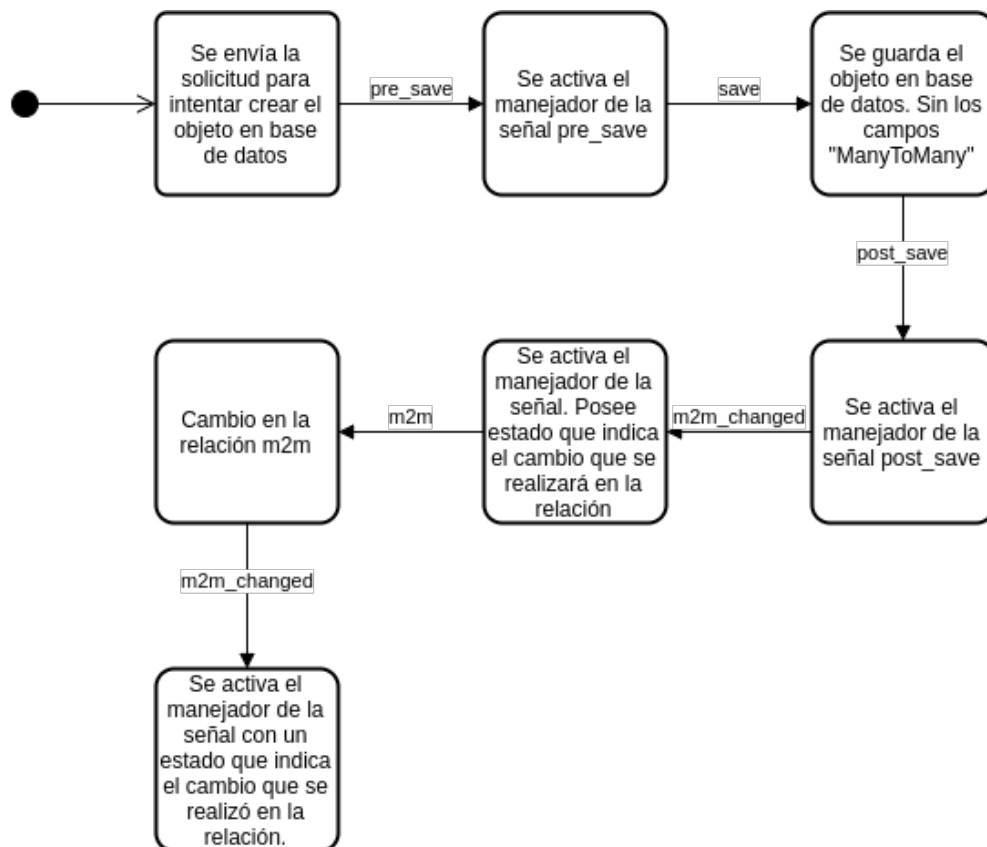 Se envía la
solicitud para
intentar crear el
objeto en base
de datos
pre_save
Se activa el
manejador de la
señal pre_save
save
Se guarda el
objeto en base
de datos. Sin los
campos
"ManyToMany"
post_save
Se activa el
manejador de la
señal post_save
m2m_changed
Se activa el
manejador de la
señal. Posee
estado que indica
el cambio que se
realizará en la
relación
m2m
Cambio en la
relación m2m
m2m_changed
Se activa el
manejador de la
señal con un
estado que indica
el cambio que se
realizó en la
relación.